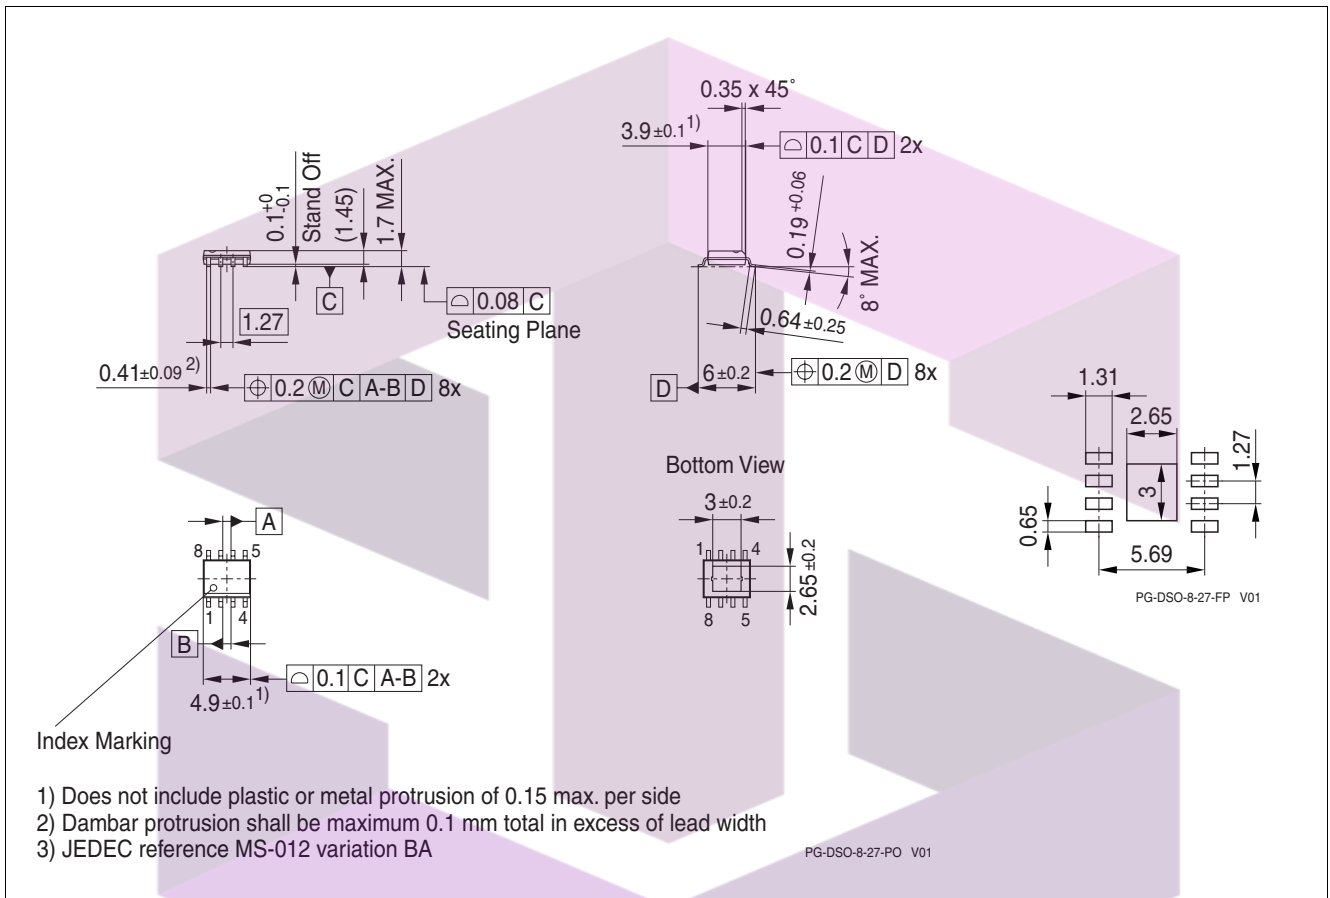 0.35 x 45°
3.9±0.1 1)
0.1 C D 2x
0.1 +0 -0.1
Stand Off
(1.45)
1.7 MAX.
0.19 +0.06
8° MAX.
C
0.08 C
Seating Plane
1.27
0.64±0.25
0.41±0.09 2)
0.2 Ⓜ C A-B D 8x
D
6±0.2
0.2 Ⓜ D 8x
1.31
2.65
1.27
3
0.65
5.69
PG-DSO-8-27-FP V01
Bottom View
3±0.2
1 4
2.65±0.2
8 5
A
8 5
1 4
B
0.1 C A-B 2x
4.9±0.1 1)
Index Marking
1) Does not include plastic or metal protrusion of 0.15 max. per side
2) Dambar protrusion shall be maximum 0.1 mm total in excess of lead width
3) JEDEC reference MS-012 variation BA
PG-DSO-8-27-PO V01